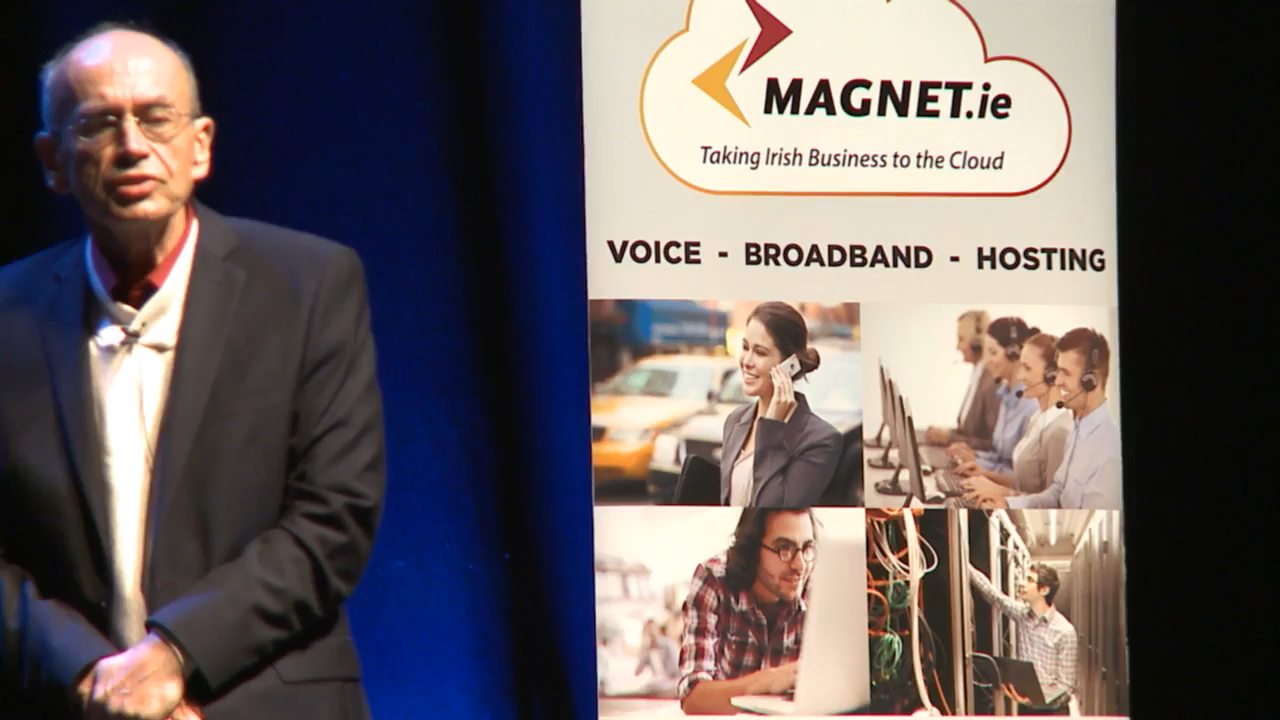 MAGNET.ie
Taking Irish Business to the Cloud
VOICE - BROADBAND - HOSTING